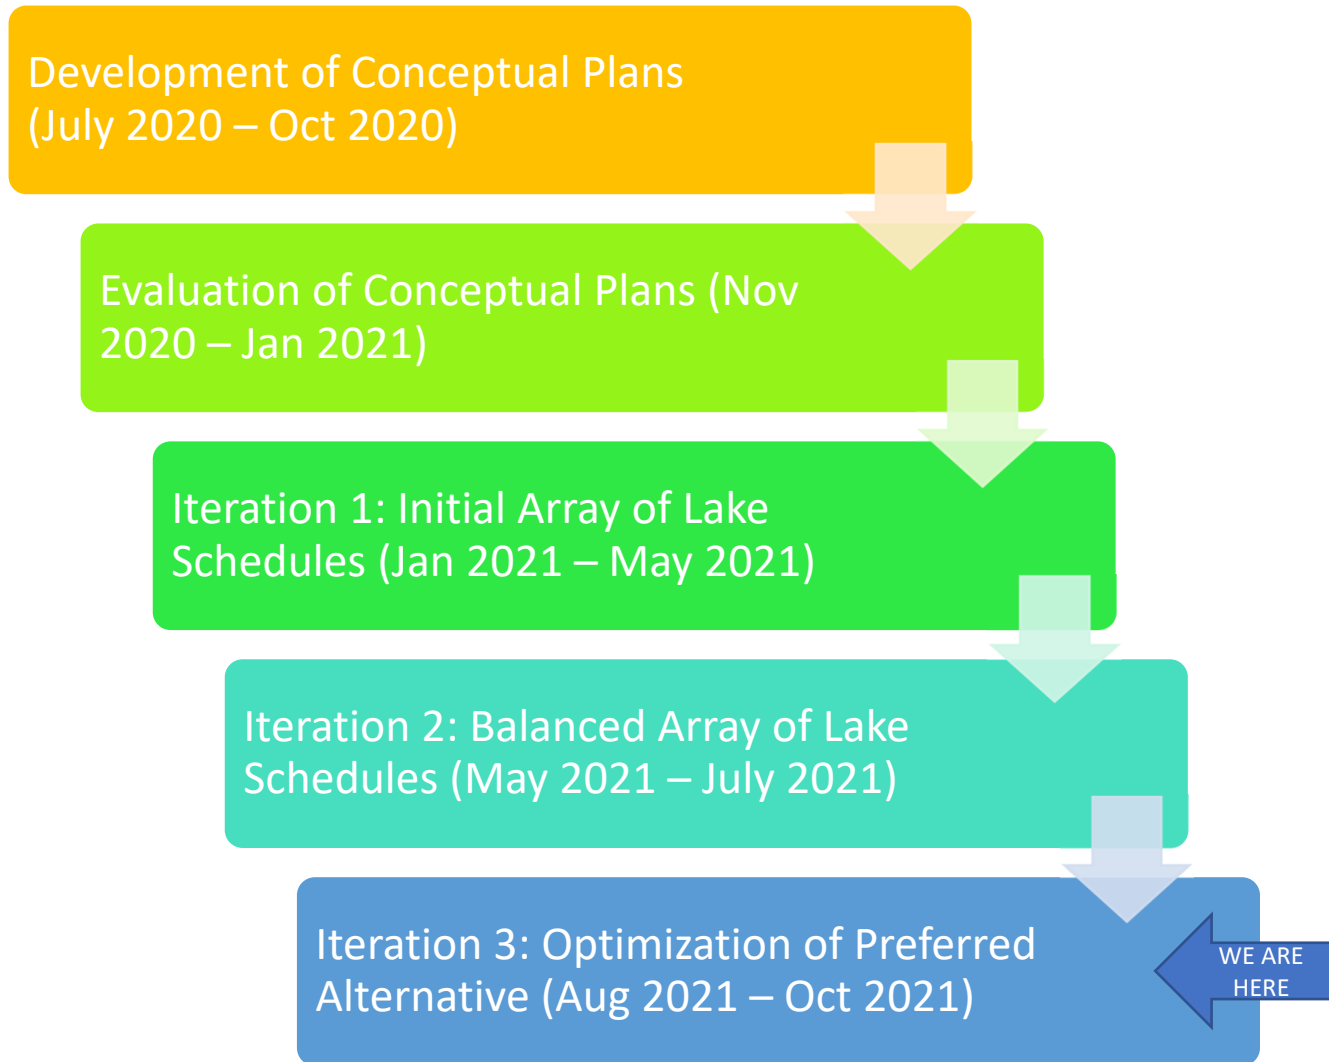 Development of Conceptual Plans
(July 2020 – Oct 2020)
Evaluation of Conceptual Plans (Nov
2020 – Jan 2021)
Iteration 1: Initial Array of Lake
Schedules (Jan 2021 – May 2021)
Iteration 2: Balanced Array of Lake
Schedules (May 2021 – July 2021)
Iteration 3: Optimization of Preferred
Alternative (Aug 2021 – Oct 2021)
WE ARE
HERE